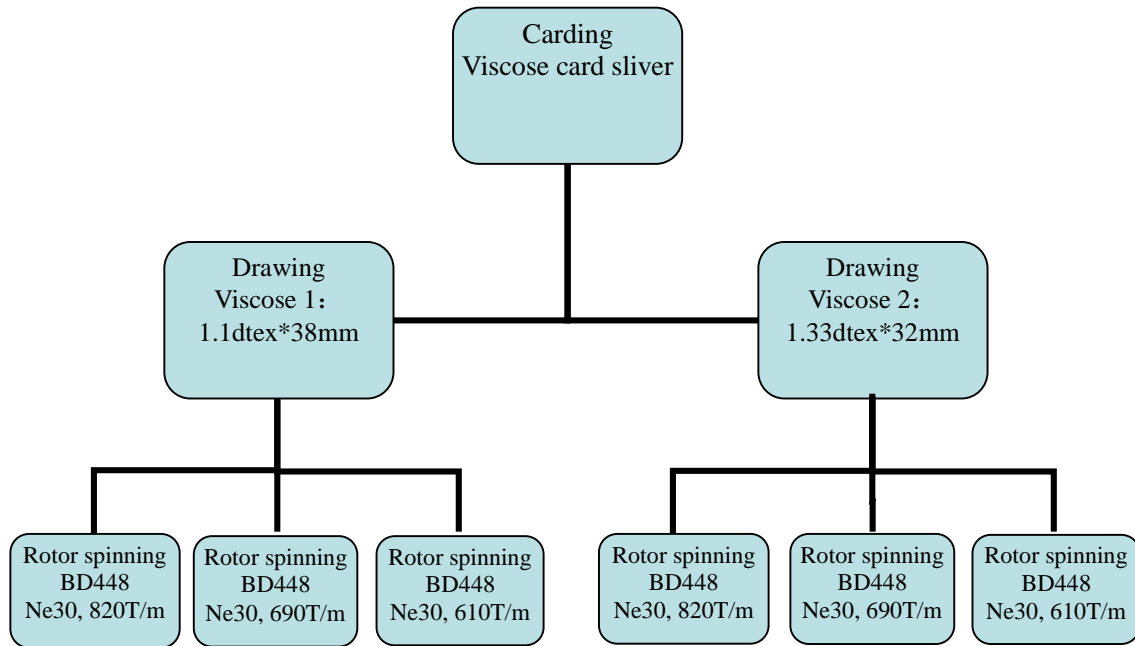 Carding
Viscose card sliver
Drawing
Viscose 1：
1.1dtex*38mm
Drawing
Viscose 2：
1.33dtex*32mm
Rotor spinning
BD448
Ne30, 820T/m
Rotor spinning
BD448
Ne30, 690T/m
Rotor spinning
BD448
Ne30, 610T/m
Rotor spinning
BD448
Ne30, 820T/m
Rotor spinning
BD448
Ne30, 690T/m
Rotor spinning
BD448
Ne30, 610T/m